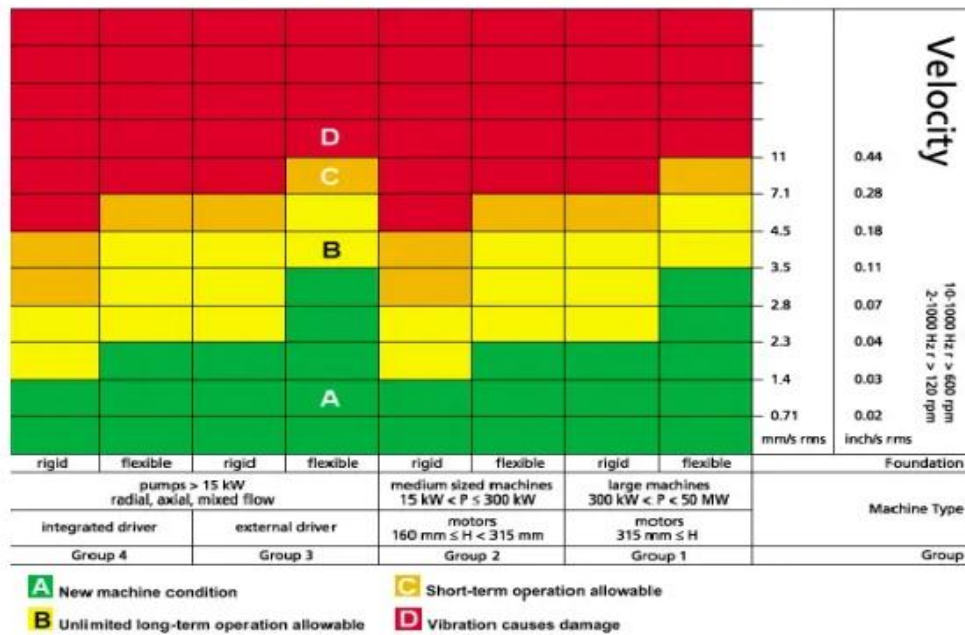 Velocity
10-1000 Hz r > 600 rpm
2-1000 Hz r > 120 rpm
D
C
B
A
11 0.44
7.1 0.28
4.5 0.18
3.5 0.11
2.8 0.07
2.3 0.04
1.4 0.03
0.71 0.02
mm/s rms inch/s rms
rigid flexible rigid flexible rigid flexible rigid flexible Foundation
pumps > 15 kW
radial, axial, mixed flow
medium sized machines
15 kW < P ≤ 300 kW
large machines
300 kW < P < 50 MW
Machine Type
integrated driver external driver
motors
160 mm ≤ H < 315 mm
motors
315 mm ≤ H
Group 4 Group 3 Group 2 Group 1 Group
A New machine condition
B Unlimited long-term operation allowable
C Short-term operation allowable
D Vibration causes damage